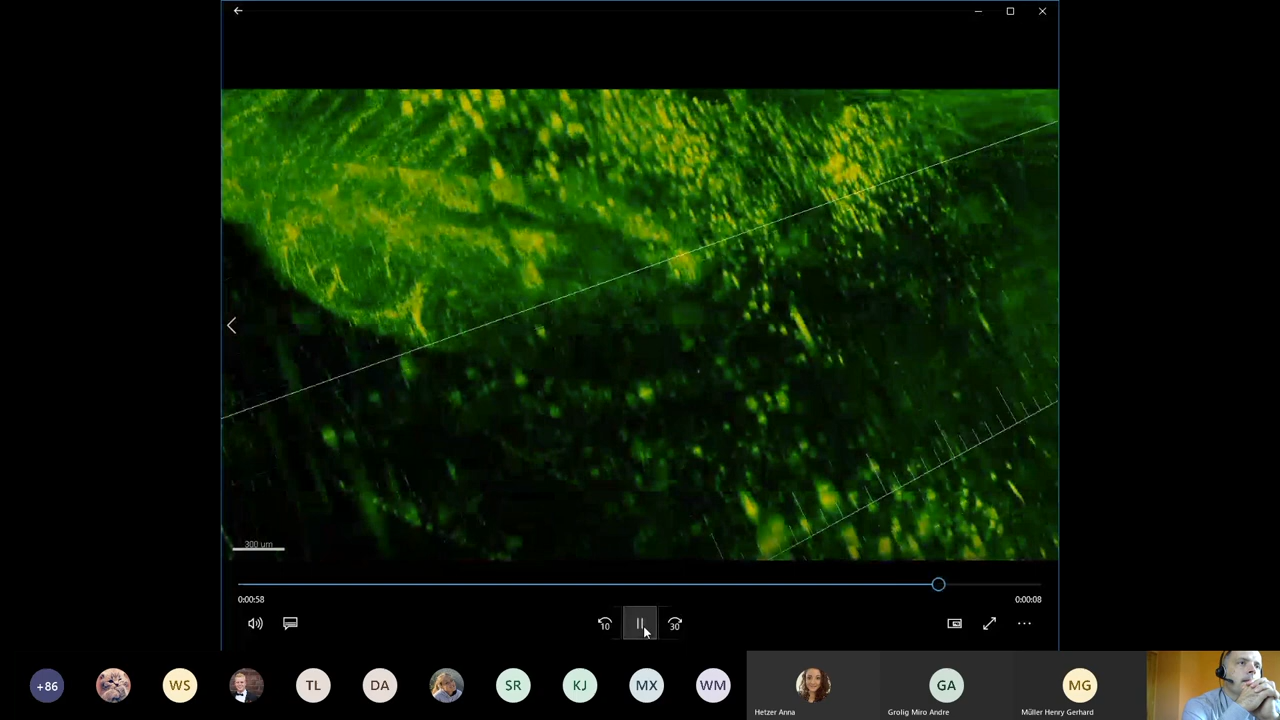 300 um
0:00:58
0:00:08
10
30
+86
WS
TL
DA
SR
KJ
MX
WM
GA
MG
Hetzer Anna
Grolig Miro Andre
Müller Henry Gerhard